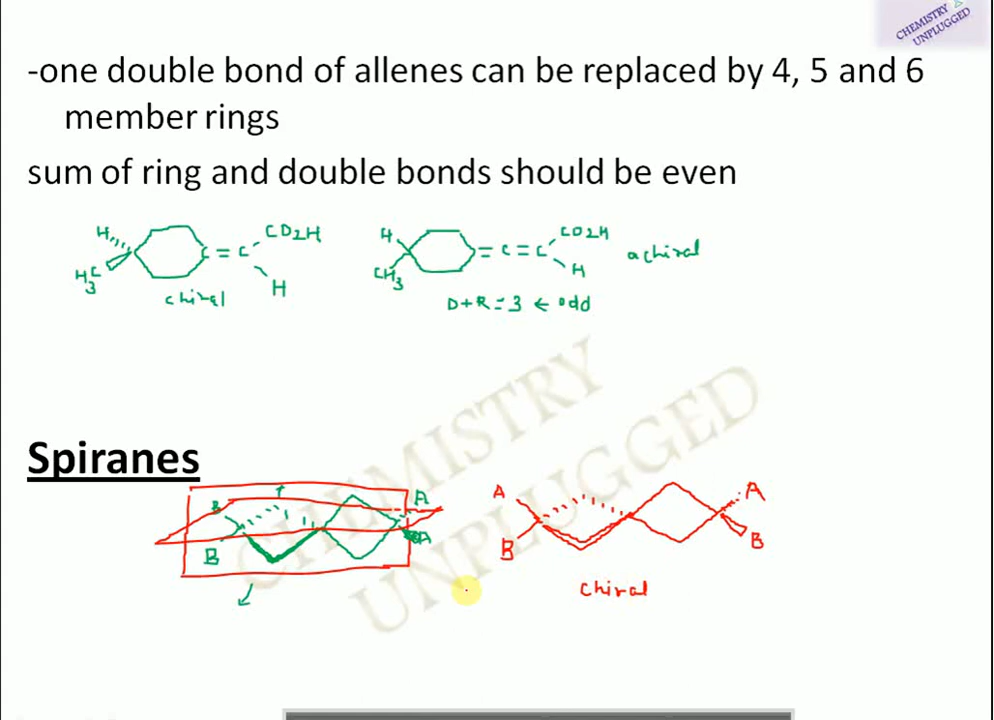 CHEMISTRY
UNPLUGGED
-one double bond of allenes can be replaced by 4, 5 and 6
member rings
sum of ring and double bonds should be even
H
H3C
C = C
CO2H
H
chiral
H
CH3
= C = C
CO2H
H
achiral
D+R = 3 ← odd
Spiranes
B
B
A
A
A
B
A
B
chiral
CHEMISTRY
UNPLUGGED